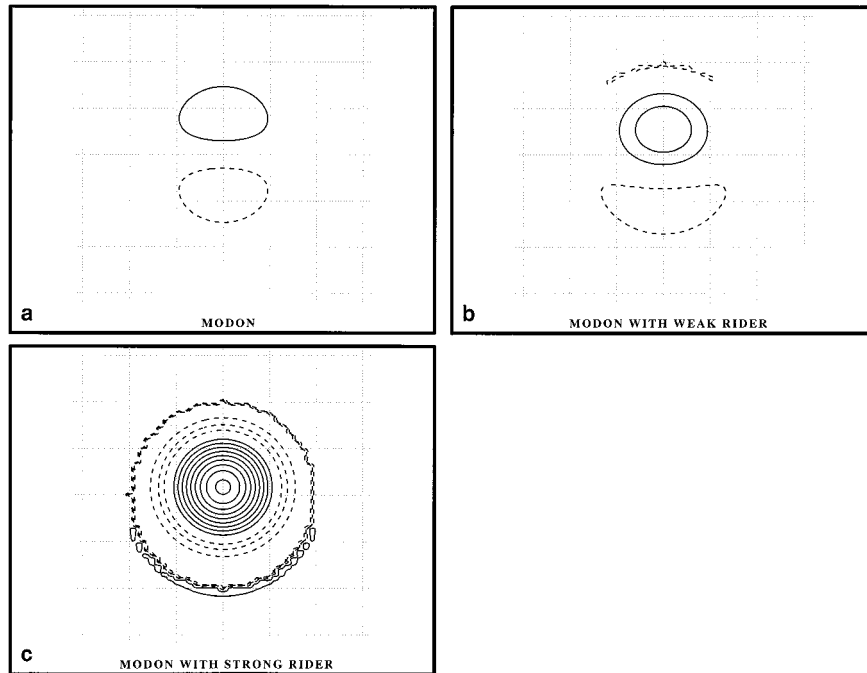 a
MODON
b
MODON WITH WEAK RIDER
c
MODON WITH STRONG RIDER